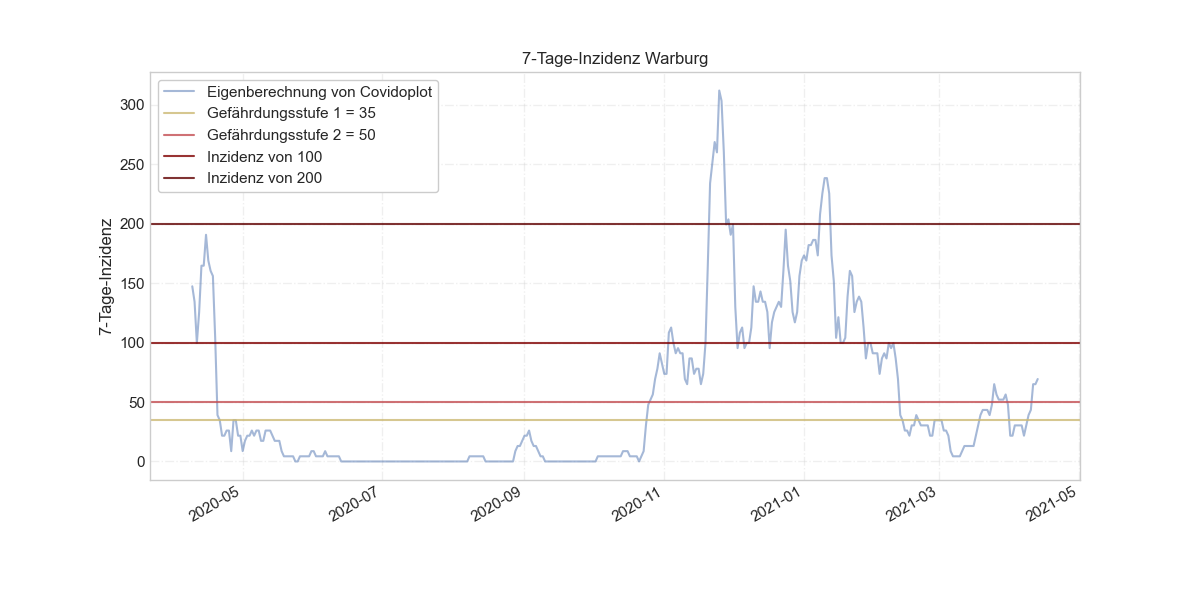 7-Tage-Inzidenz Warburg
Eigenberechnung von Covidoplot
Gefährdungsstufe 1 = 35
Gefährdungsstufe 2 = 50
Inzidenz von 100
Inzidenz von 200
7-Tage-Inzidenz
300
250
200
150
100
50
0
2020-05
2020-07
2020-09
2020-11
2021-01
2021-03
2021-05